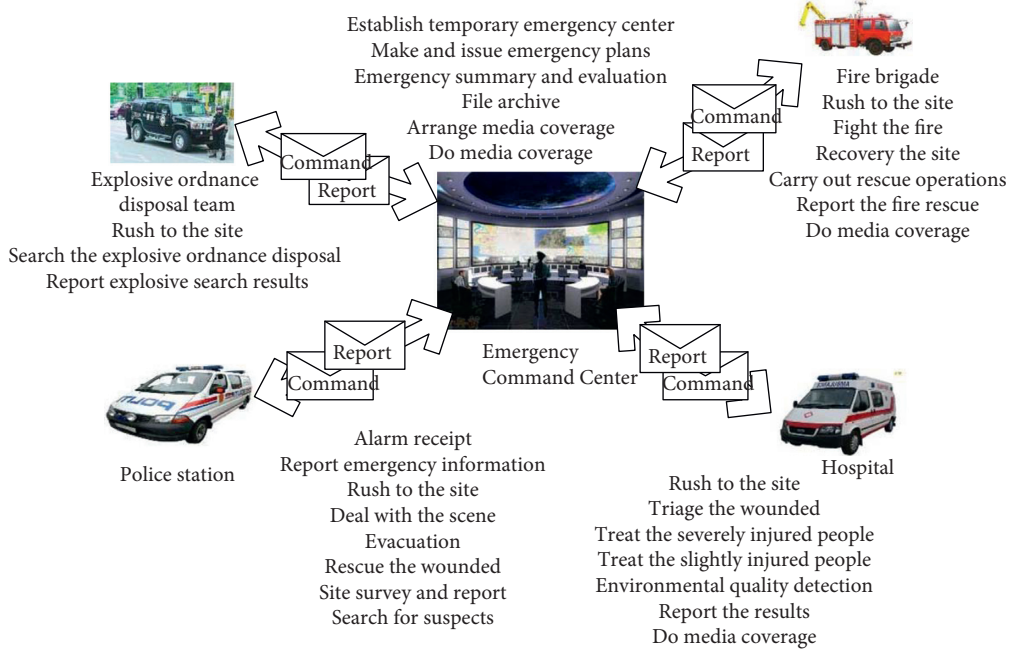 Establish temporary emergency center
Make and issue emergency plans
Emergency summary and evaluation
File archive
Arrange media coverage
Do media coverage
Command
Report
Fire brigade
Rush to the site
Fight the fire
Recovery the site
Carry out rescue operations
Report the fire rescue
Do media coverage
Command
Report
Explosive ordnance
disposal team
Rush to the site
Search the explosive ordnance disposal
Report explosive search results
Emergency
Command Center
Report
Command
Police station
Alarm receipt
Report emergency information
Rush to the site
Deal with the scene
Evacuation
Rescue the wounded
Site survey and report
Search for suspects
Report
Command
Hospital
Rush to the site
Triage the wounded
Treat the severely injured people
Treat the slightly injured people
Environmental quality detection
Report the results
Do media coverage